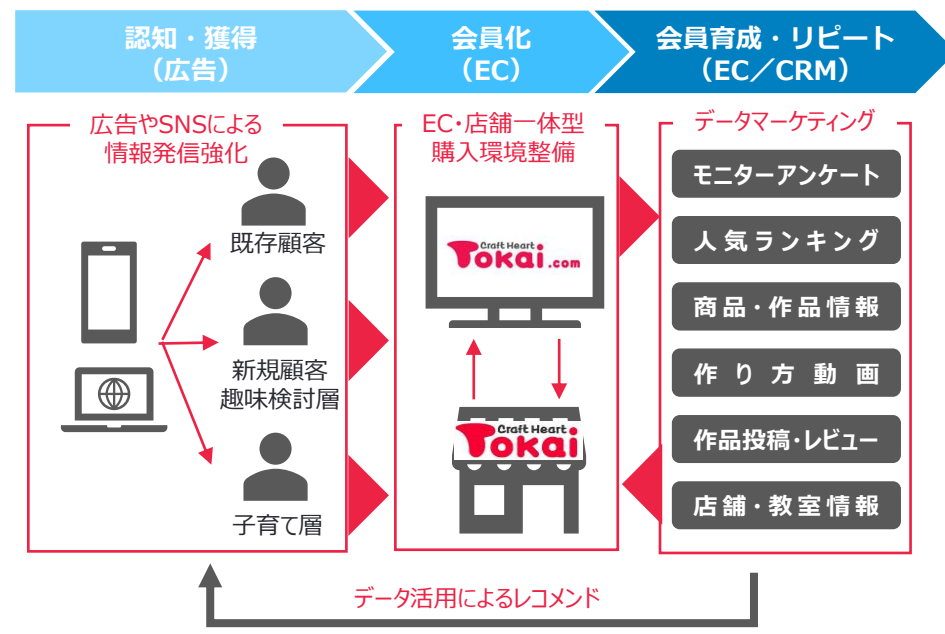 認知・獲得
（広告）
会員化
（EC）
会員育成・リピート
（EC／CRM）
広告やSNSによる
情報発信強化
既存顧客
新規顧客
趣味検討層
子育て層
EC・店舗一体型
購入環境整備
Craft Heart
Tokai.com
Craft Heart
Tokai
データマーケティング
モニターアンケート
人気ランキング
商品・作品情報
作り方動画
作品投稿・レビュー
店舗・教室情報
データ活用によるレコメンド